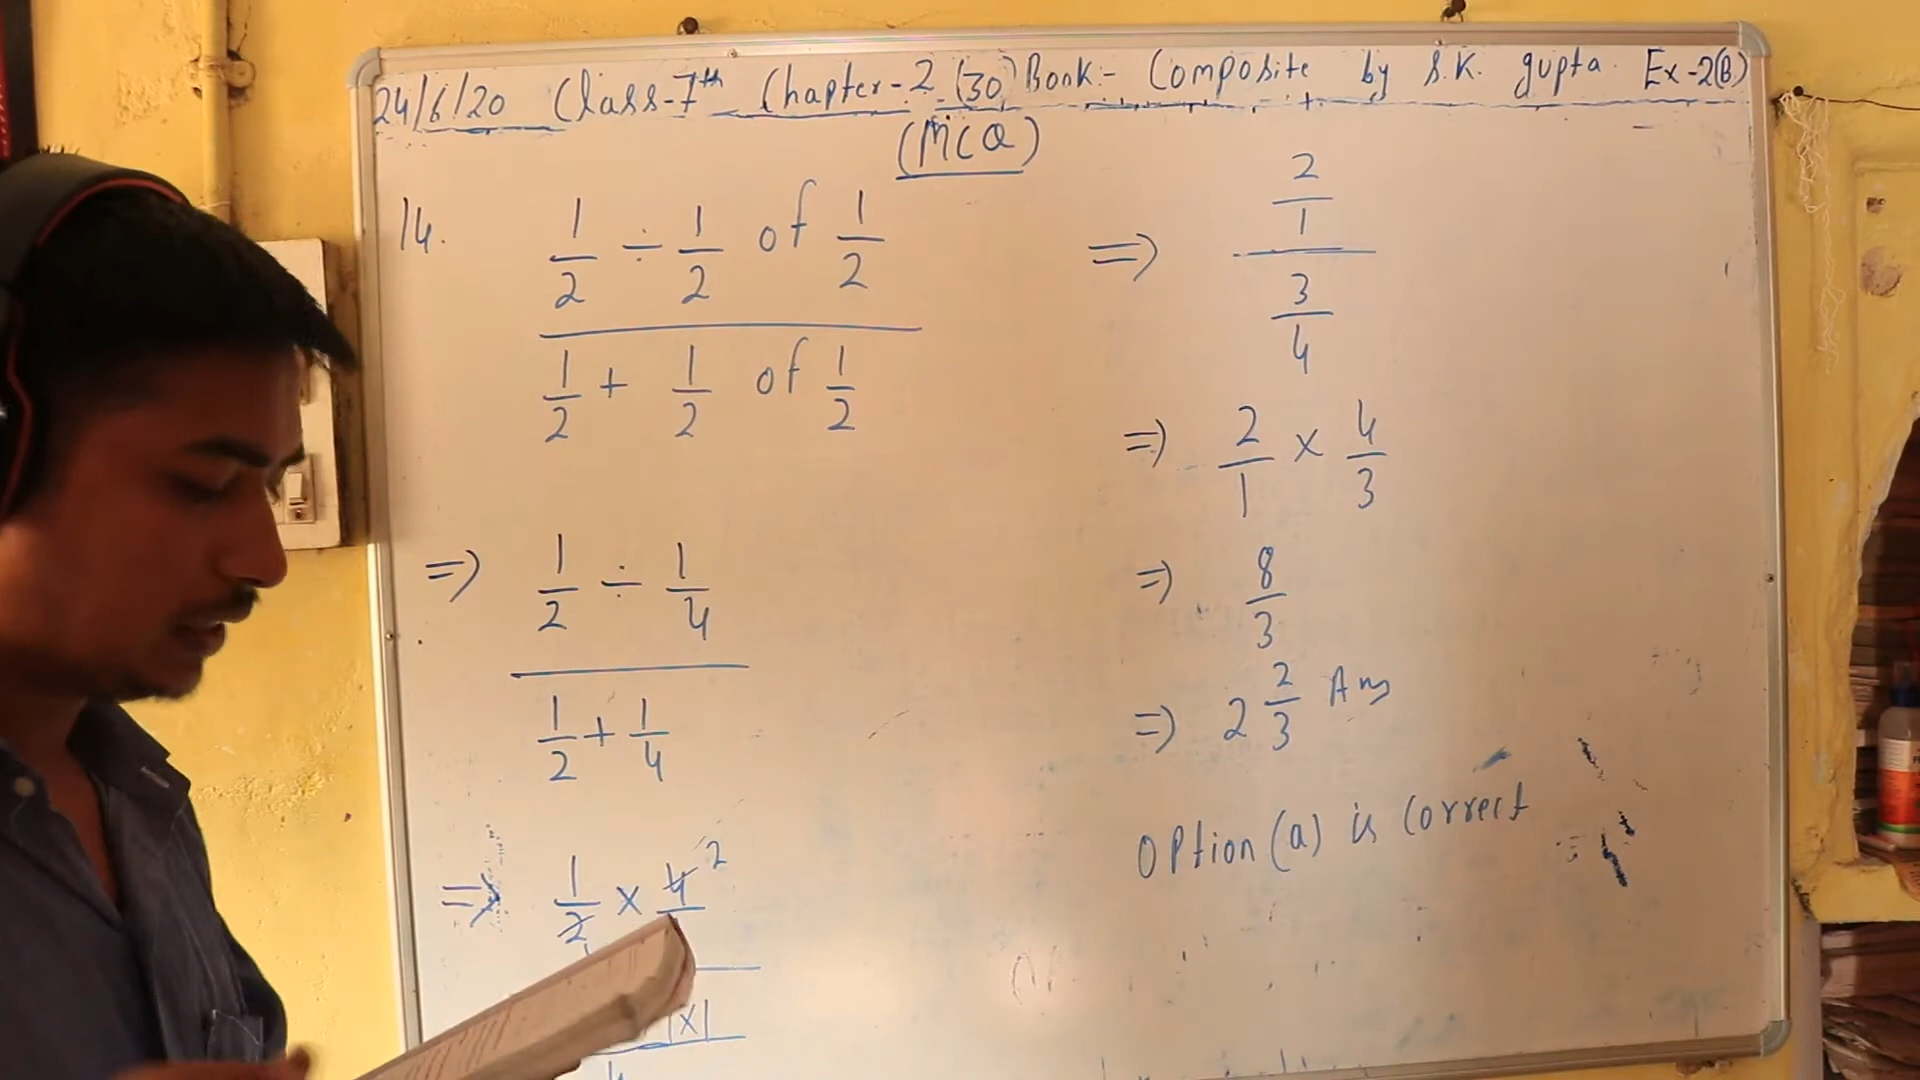 24/6/20 Class-7th Chapter-2 (30) Book:- Composite by S.K. gupta. Ex-2(B)
(MCQ)
14. 1/2 ÷ 1/2 of 1/2
1/2 + 1/2 of 1/2
=> 1/2 ÷ 1/4
1/2 + 1/4
=> 1/2 × 4/ 2
1×1
=> 2/1
3/4
=> 2/1 × 4/3
=> 8/3
=> 2 2/3 Ans
Option (a) is correct